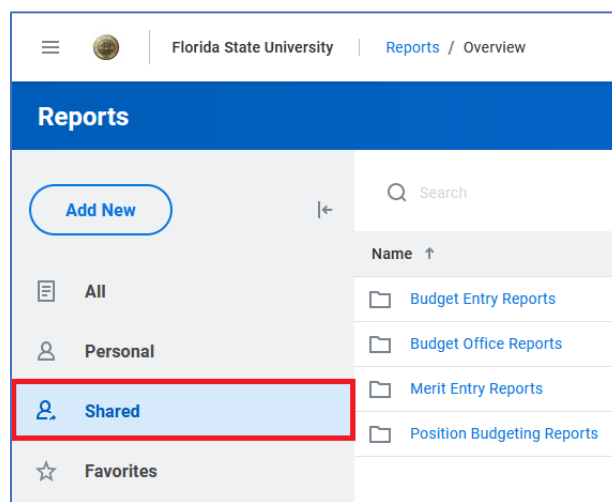 Florida State University | Reports / Overview
Reports
Add New
Search
Name ↑
All
Personal
Shared
Favorites
Budget Entry Reports
Budget Office Reports
Merit Entry Reports
Position Budgeting Reports